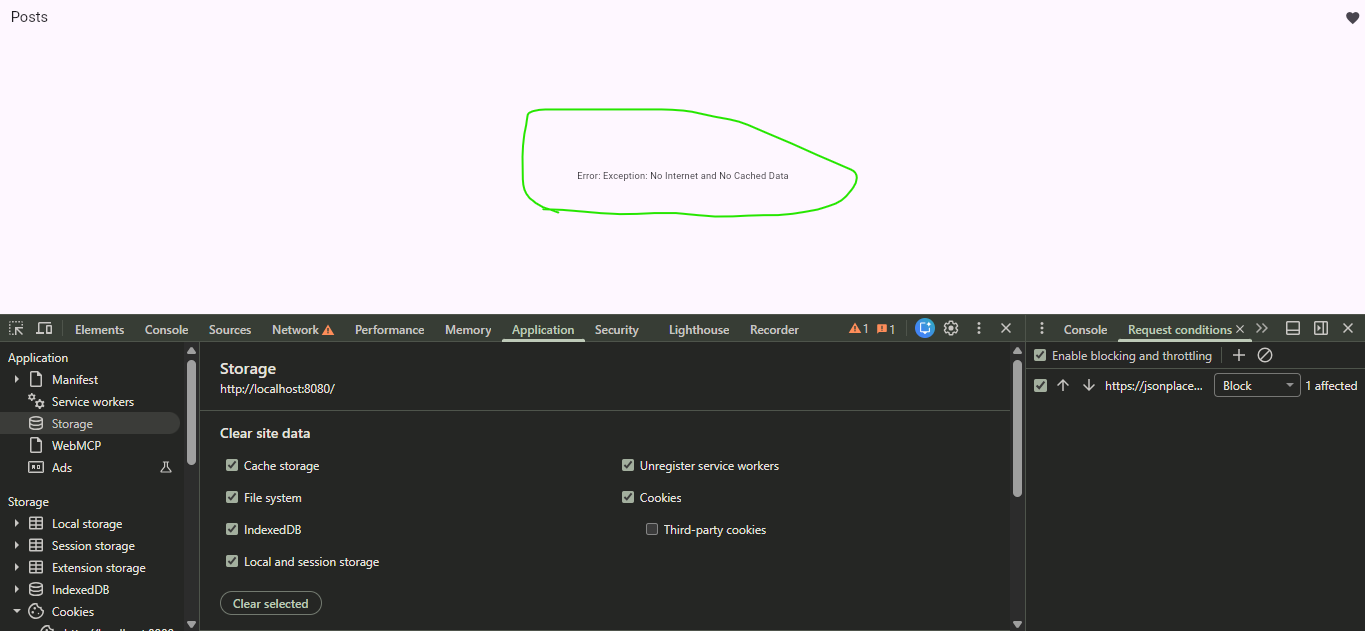 Posts
Error: Exception: No Internet and No Cached Data
Elements Console Sources Network Performance Memory Application Security Lighthouse Recorder 1 1
Console Request conditions
Application
Manifest
Service workers
Storage
WebMCP
Ads
Storage
Local storage
Session storage
Extension storage
IndexedDB
Cookies
Storage
http://localhost:8080/
Clear site data
Cache storage
Unregister service workers
File system
Cookies
IndexedDB
Third-party cookies
Local and session storage
Clear selected
Enable blocking and throttling
https://jsonplace... Block 1 affected